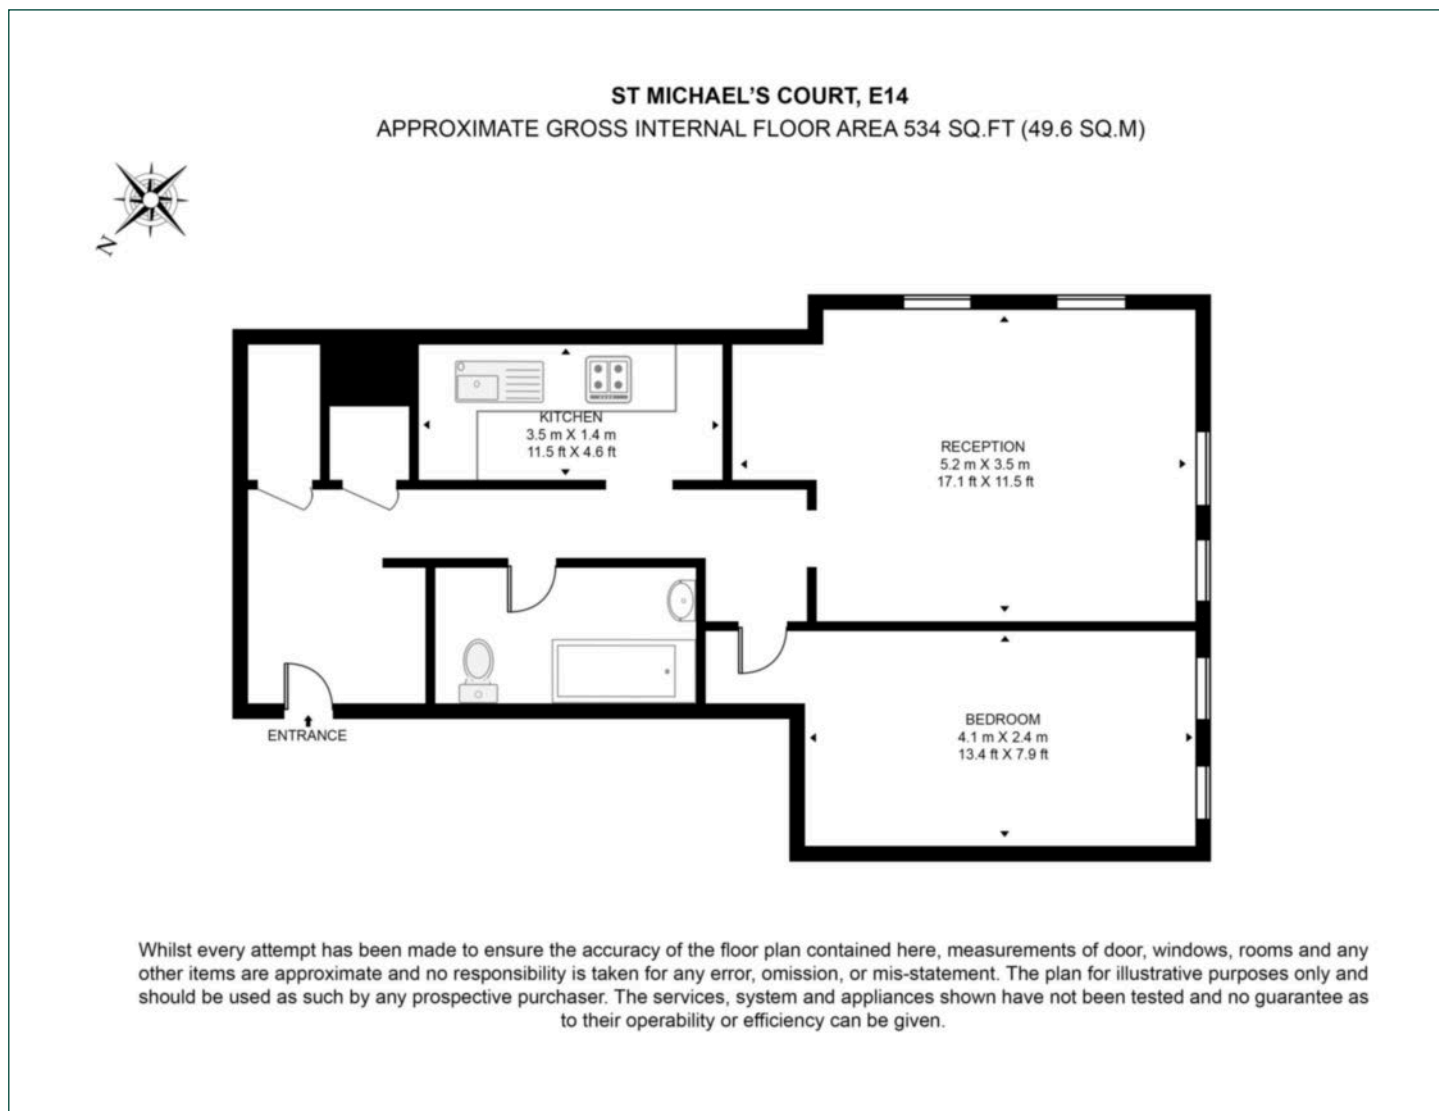 ST MICHAEL'S COURT, E14
APPROXIMATE GROSS INTERNAL FLOOR AREA 534 SQ.FT (49.6 SQ.M)
N
KITCHEN
3.5 m X 1.4 m
11.5 ft X 4.6 ft
RECEPTION
5.2 m X 3.5 m
17.1 ft X 11.5 ft
BEDROOM
4.1 m X 2.4 m
13.4 ft X 7.9 ft
ENTRANCE
Whilst every attempt has been made to ensure the accuracy of the floor plan contained here, measurements of door, windows, rooms and any
other items are approximate and no responsibility is taken for any error, omission, or mis-statement. The plan for illustrative purposes only and
should be used as such by any prospective purchaser. The services, system and appliances shown have not been tested and no guarantee as
to their operability or efficiency can be given.